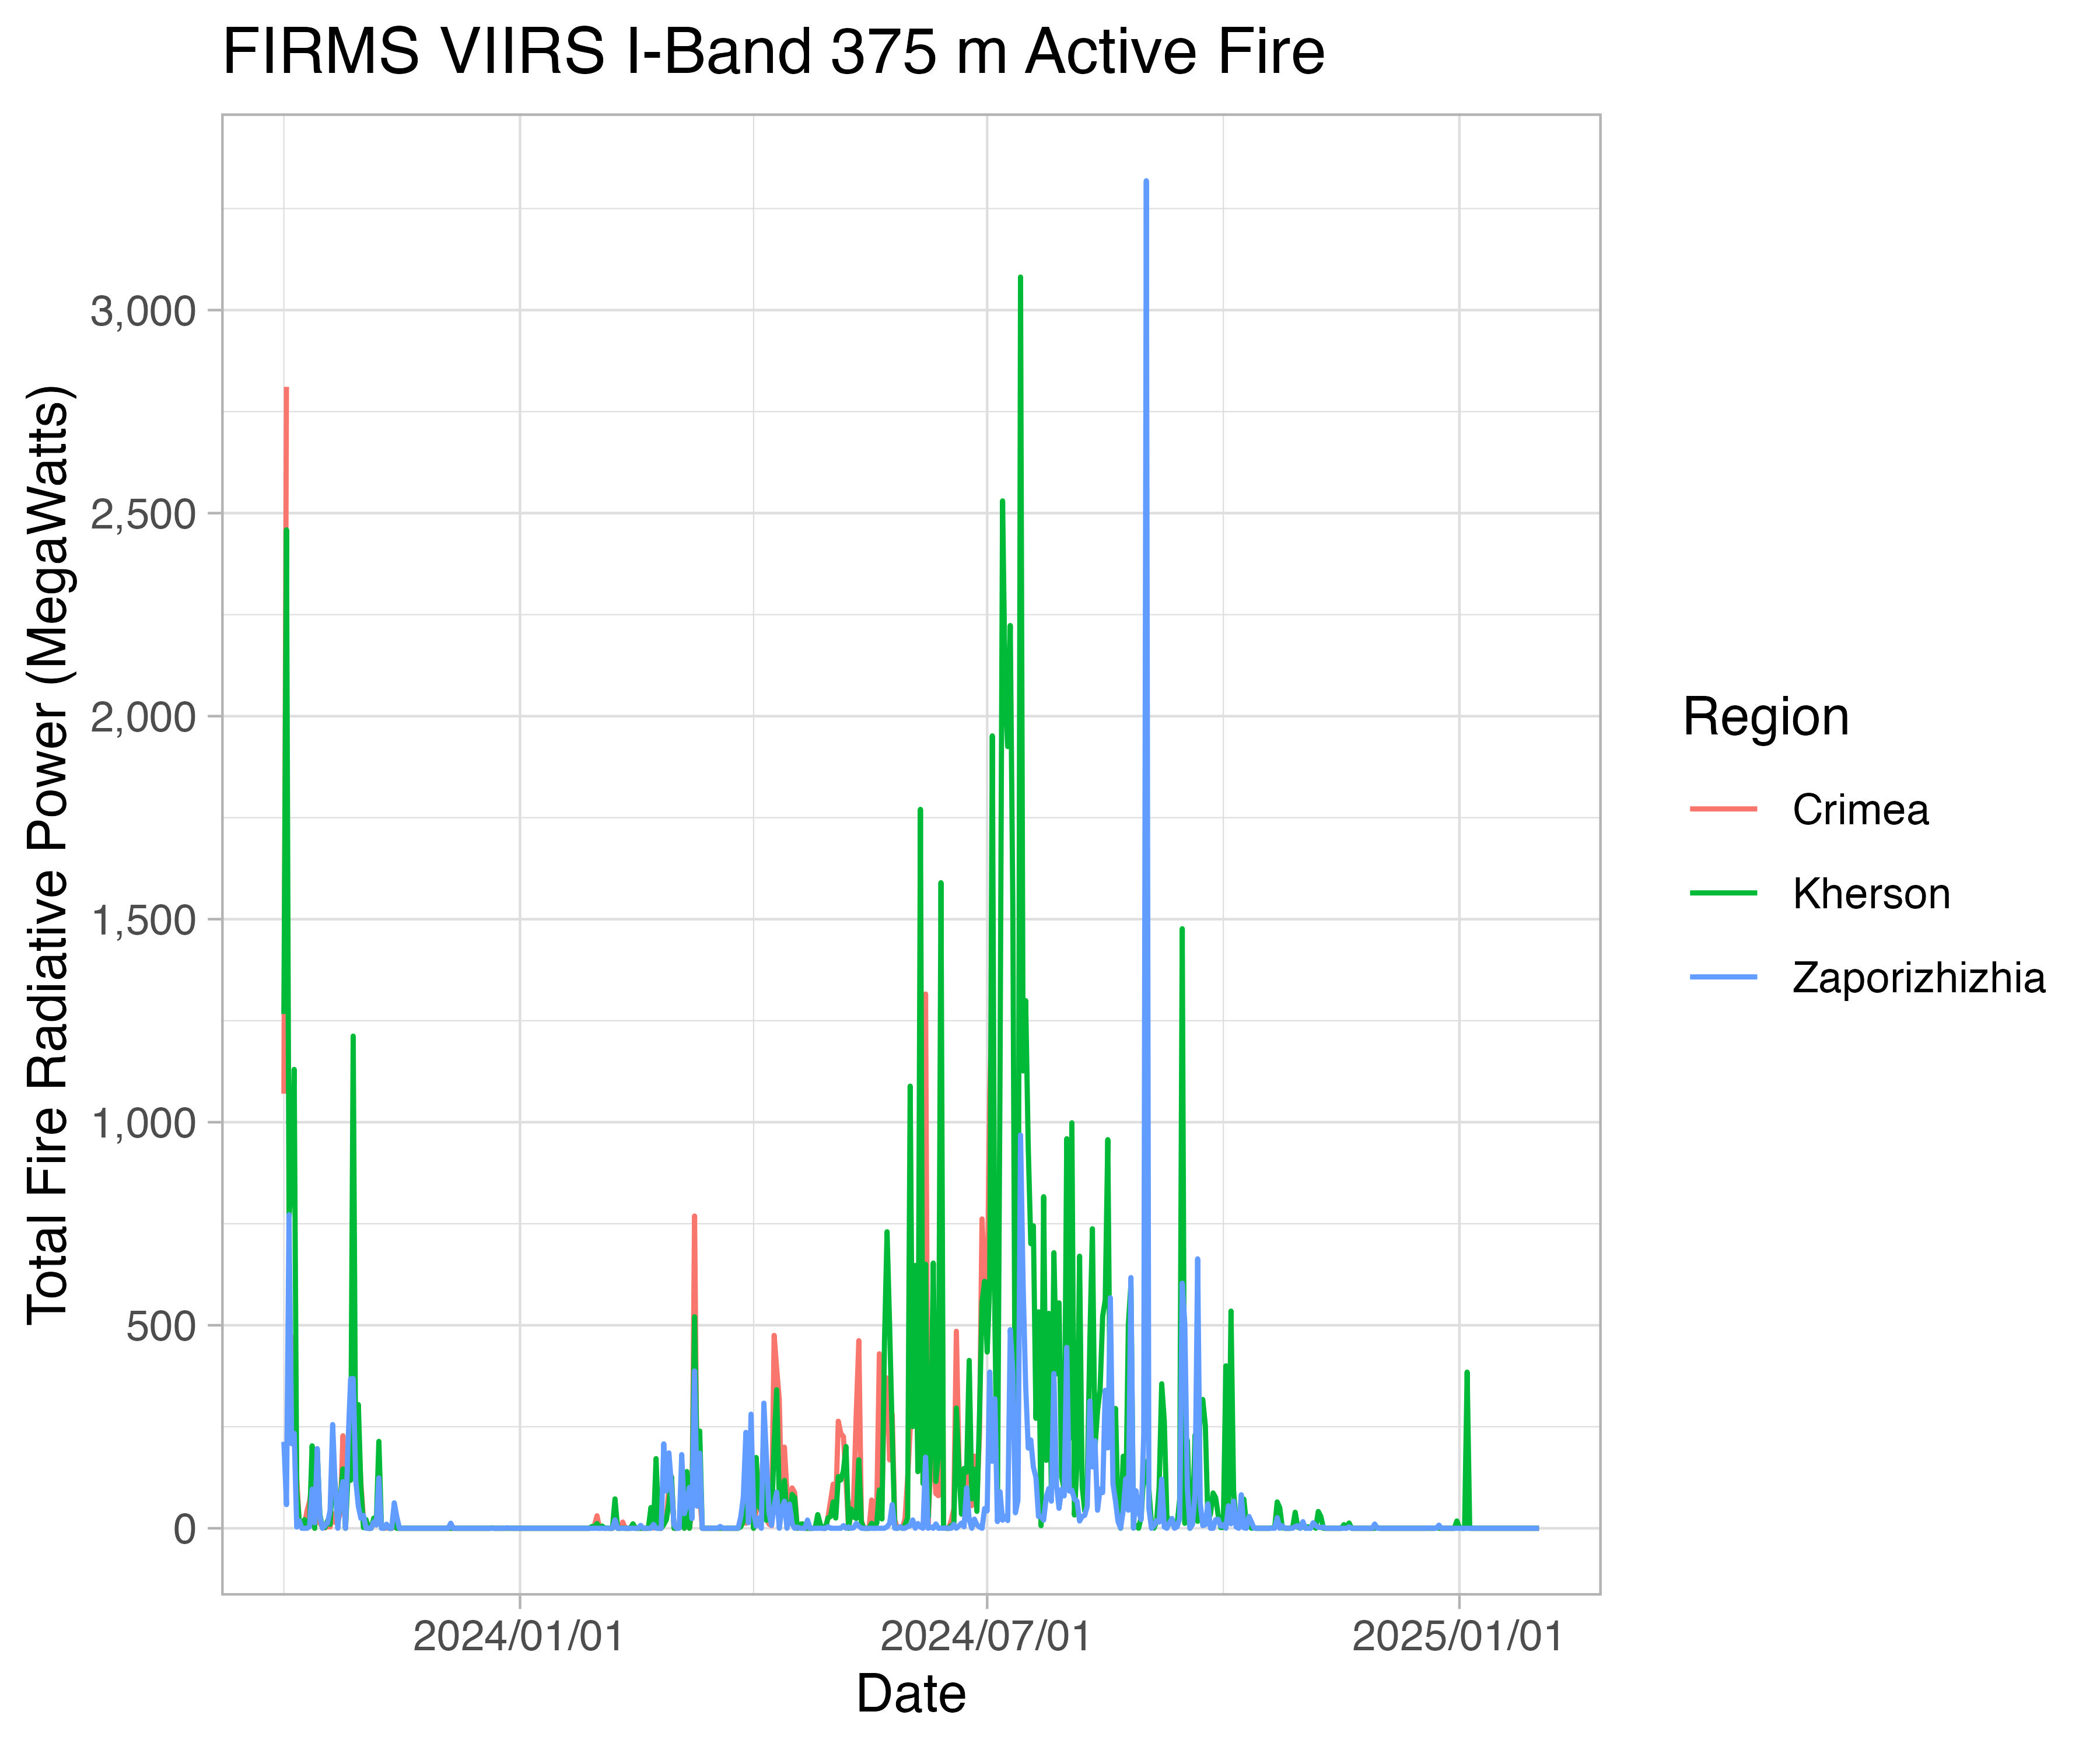 FIRMS VIIRS I-Band 375 m Active Fire
Total Fire Radiative Power (MegaWatts)
3,000
2,500
2,000
1,500
1,000
500
0
2024/01/01
2024/07/01
2025/01/01
Date
Region
Crimea
Kherson
Zaporizhizhia